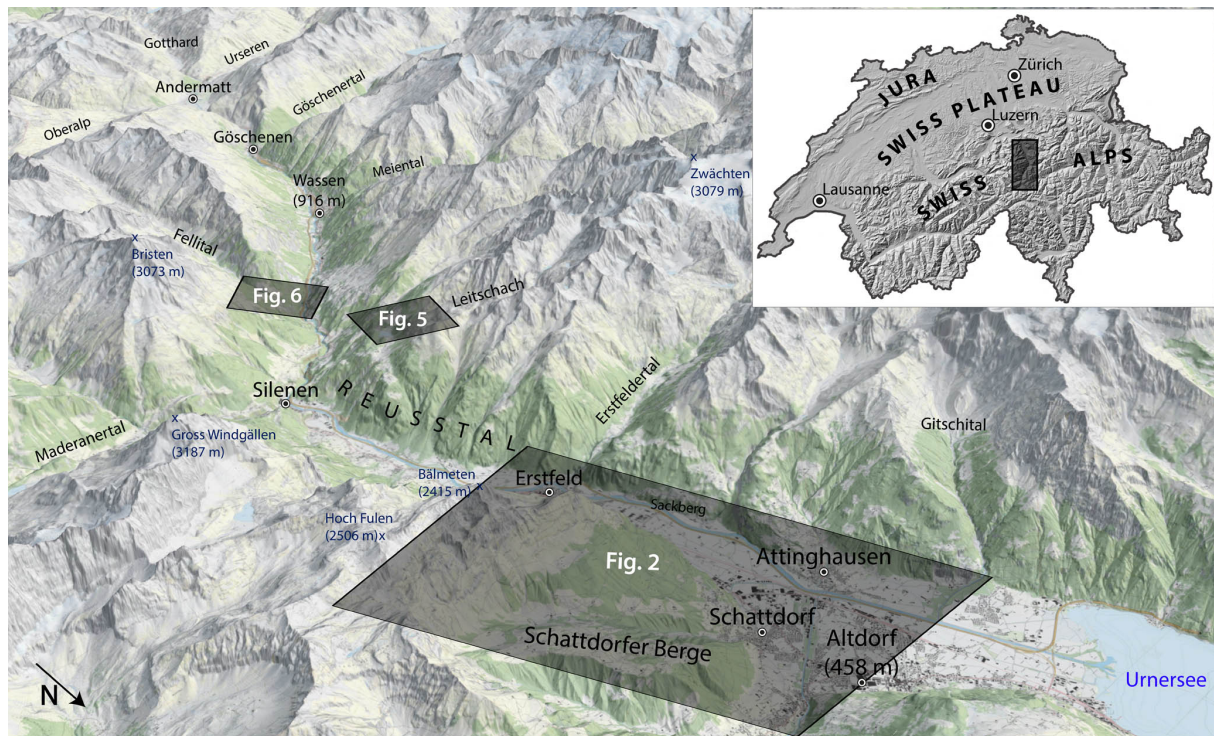 Gotthard
Urseren
Andermatt
Göschenertal
Oberalp
Göschenen
Meiental
Wassen
(916 m)
x
Zwächten
(3079 m)
Fellital
x
Bristen
(3073 m)
Fig. 6
Fig. 5
Leitschach
Silenen
REUSSTAL
Erstfeldertal
Gitschital
x
Gross Windgällen
(3187 m)
Maderanertal
Bälmeten
(2415 m) x
Erstfeld
Sackberg
Hoch Fulen
(2506 m)x
Fig. 2
Attinghausen
Schattdorf
Schattdorfer Berge
Altdorf
(458 m)
Urnersee
N
JURA
Zürich
SWISS PLATEAU
Luzern
SWISS ALPS
Lausanne